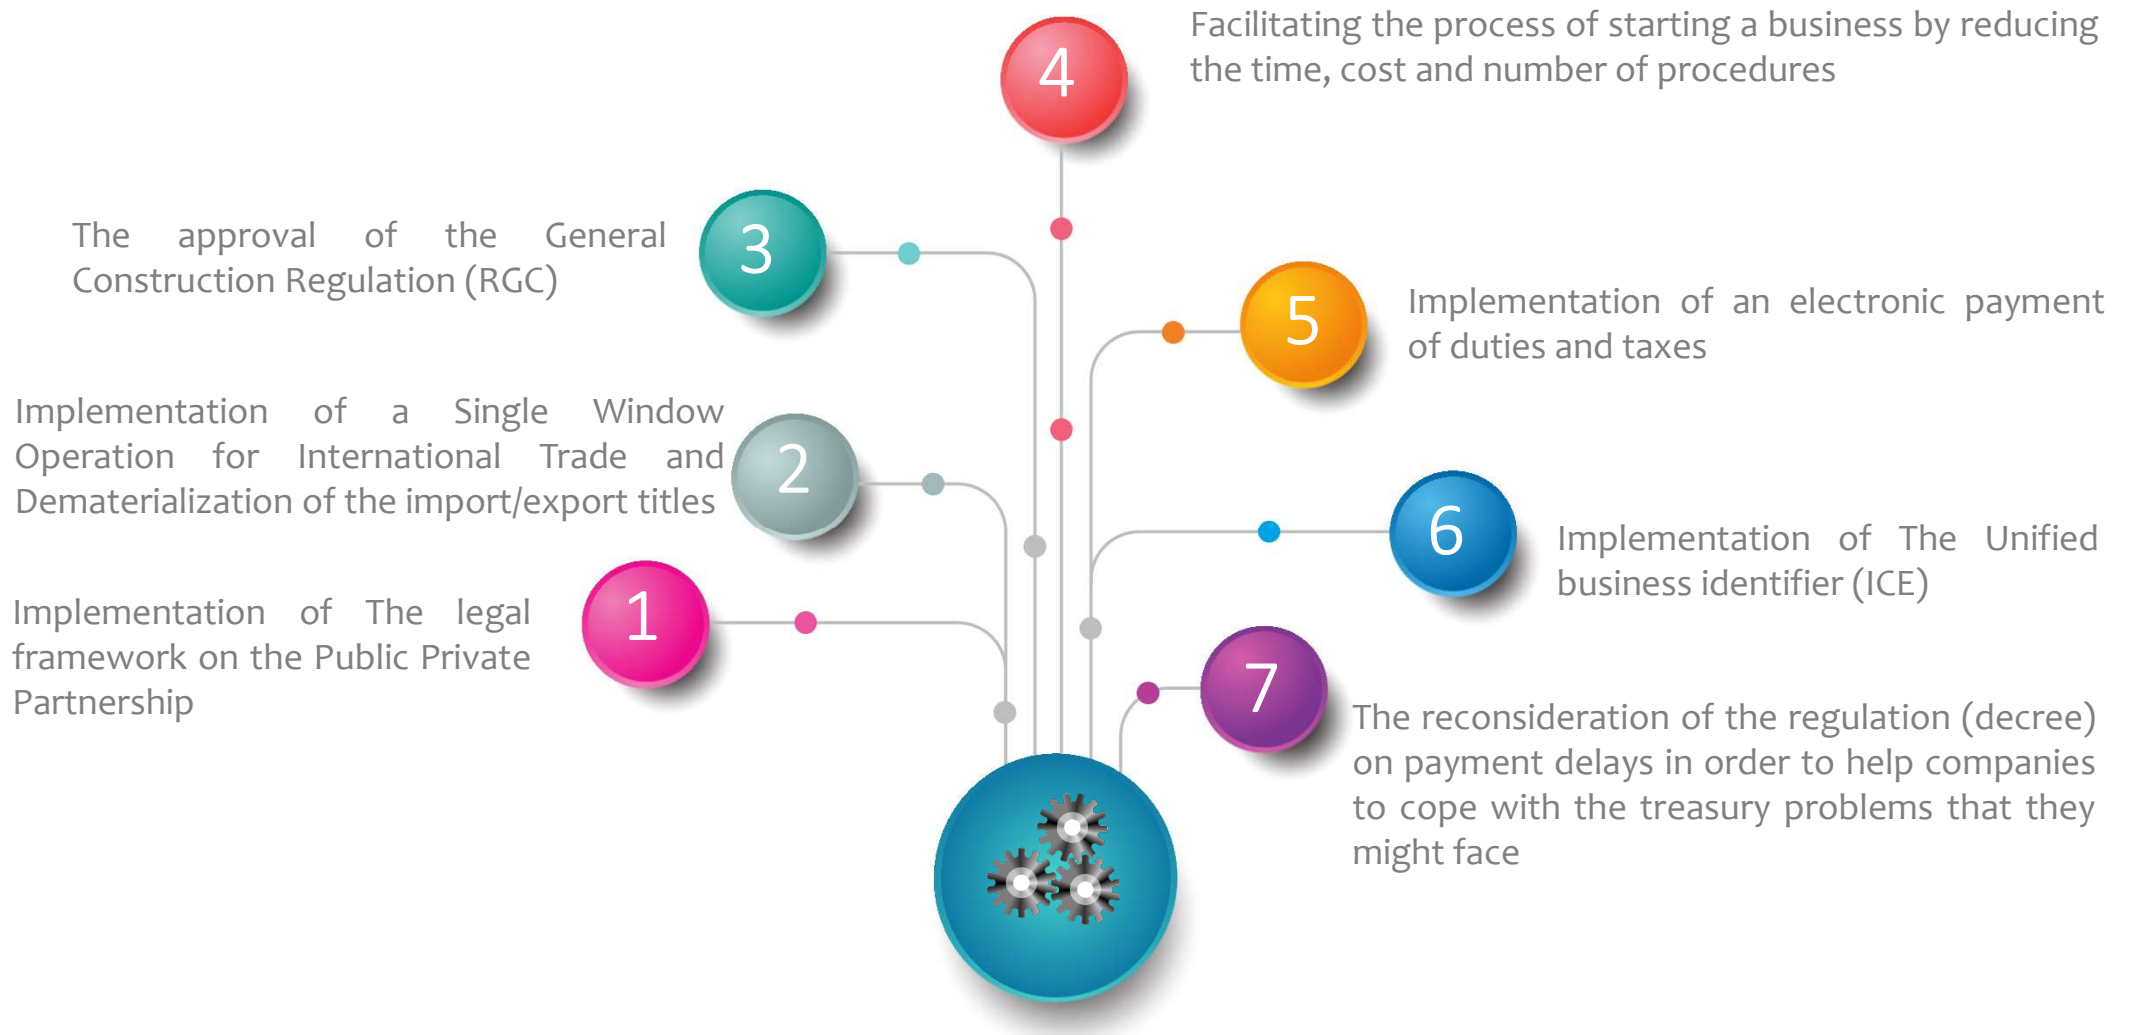 4
Facilitating the process of starting a business by reducing
the time, cost and number of procedures
3
The approval of the General
Construction Regulation (RGC)
5
Implementation of an electronic payment
of duties and taxes
2
Implementation of a Single Window
Operation for International Trade and
Dematerialization of the import/export titles
6
Implementation of The Unified
business identifier (ICE)
1
Implementation of The legal
framework on the Public Private
Partnership
7
The reconsideration of the regulation (decree)
on payment delays in order to help companies
to cope with the treasury problems that they
might face